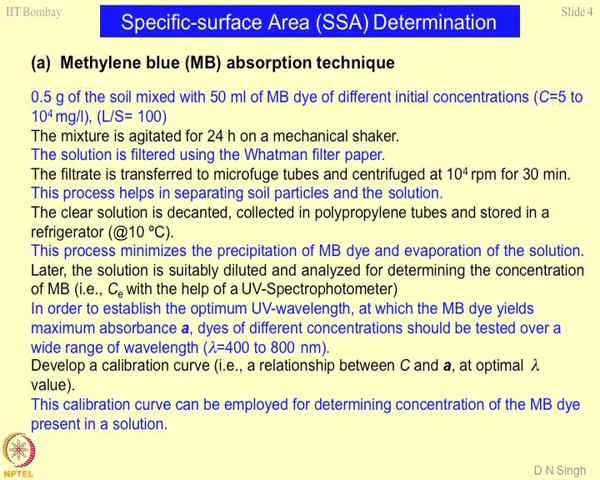 IIT Bombay
Slide 4
Specific-surface Area (SSA) Determination
(a) Methylene blue (MB) absorption technique
0.5 g of the soil mixed with 50 ml of MB dye of different initial concentrations (C=5 to
10⁴ mg/l), (L/S= 100)
The mixture is agitated for 24 h on a mechanical shaker.
The solution is filtered using the Whatman filter paper.
The filtrate is transferred to microfuge tubes and centrifuged at 10⁴ rpm for 30 min.
This process helps in separating soil particles and the solution.
The clear solution is decanted, collected in polypropylene tubes and stored in a
refrigerator (@10 ºC).
This process minimizes the precipitation of MB dye and evaporation of the solution.
Later, the solution is suitably diluted and analyzed for determining the concentration
of MB (i.e., Cₑ with the help of a UV-Spectrophotometer)
In order to establish the optimum UV-wavelength, at which the MB dye yields
maximum absorbance a, dyes of different concentrations should be tested over a
wide range of wavelength (λ=400 to 800 nm).
Develop a calibration curve (i.e., a relationship between C and a, at optimal λ
value).
This calibration curve can be employed for determining concentration of the MB dye
present in a solution.
NPTEL
D N Singh